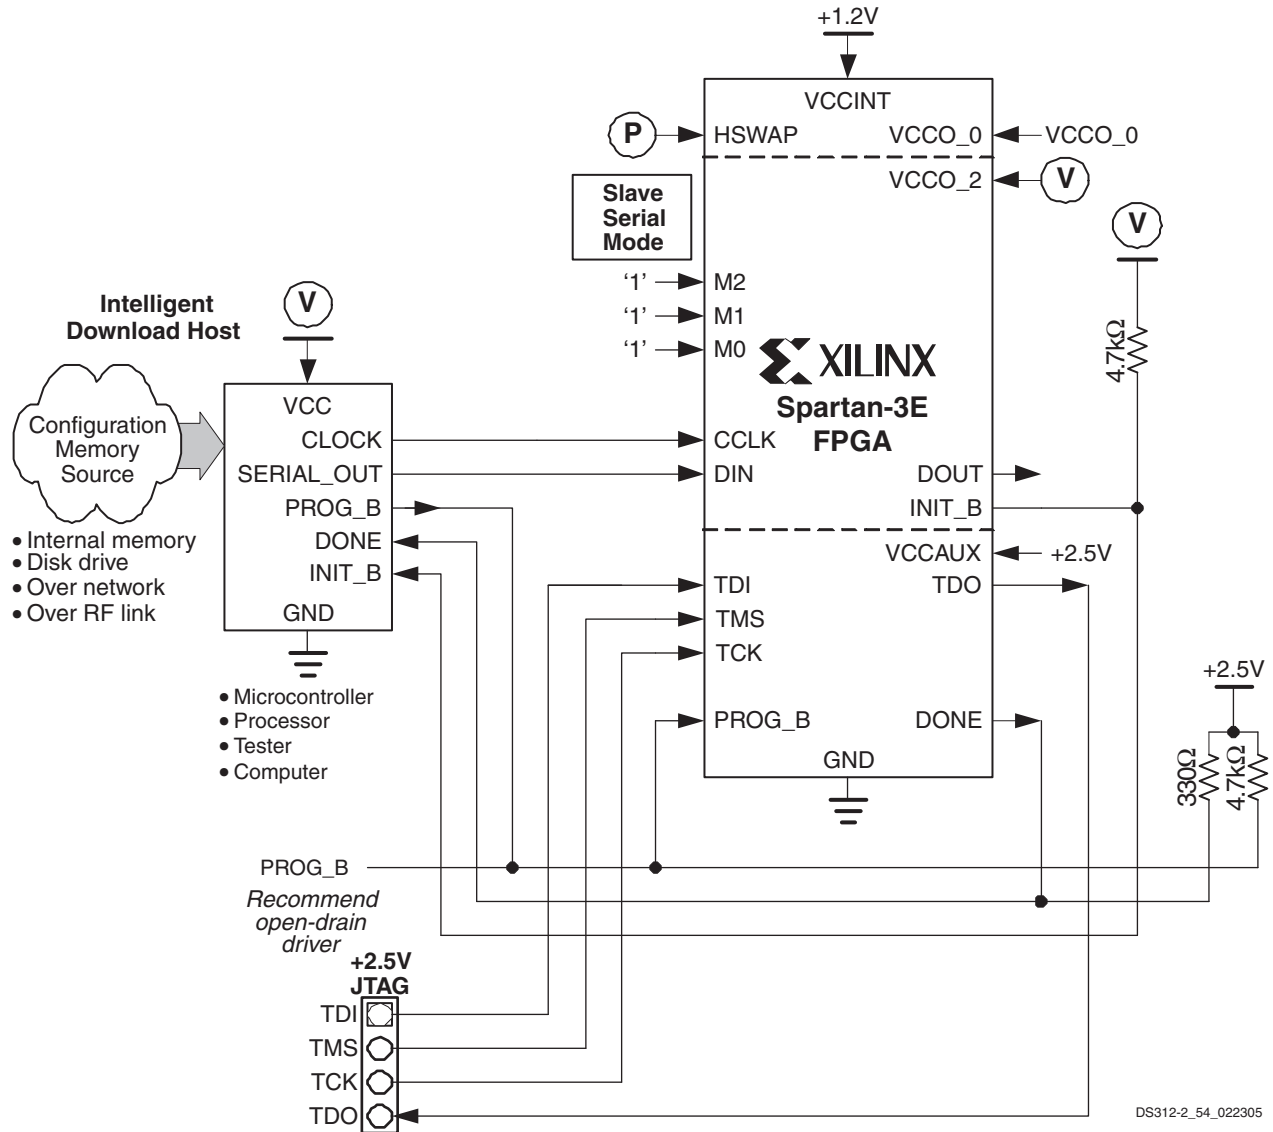 +1.2V
VCCINT
P
HSWAP
VCCO_0
VCCO_0
VCCO_2
V
Slave
Serial
Mode
V
'1'
M2
'1'
M1
'1'
M0
4.7kΩ
XILINX
Spartan-3E
FPGA
Intelligent
Download Host
V
Configuration
Memory
Source
VCC
CLOCK
SERIAL_OUT
PROG_B
DONE
INIT_B
GND
CCLK
DIN
DOUT
INIT_B
• Internal memory
• Disk drive
• Over network
• Over RF link
VCCAUX
+2.5V
TDI
TDO
TMS
TCK
PROG_B
DONE
GND
• Microcontroller
• Processor
• Tester
• Computer
+2.5V
330Ω
4.7kΩ
PROG_B
Recommend
open-drain
driver
+2.5V
JTAG
TDI
TMS
TCK
TDO
DS312-2_54_022305